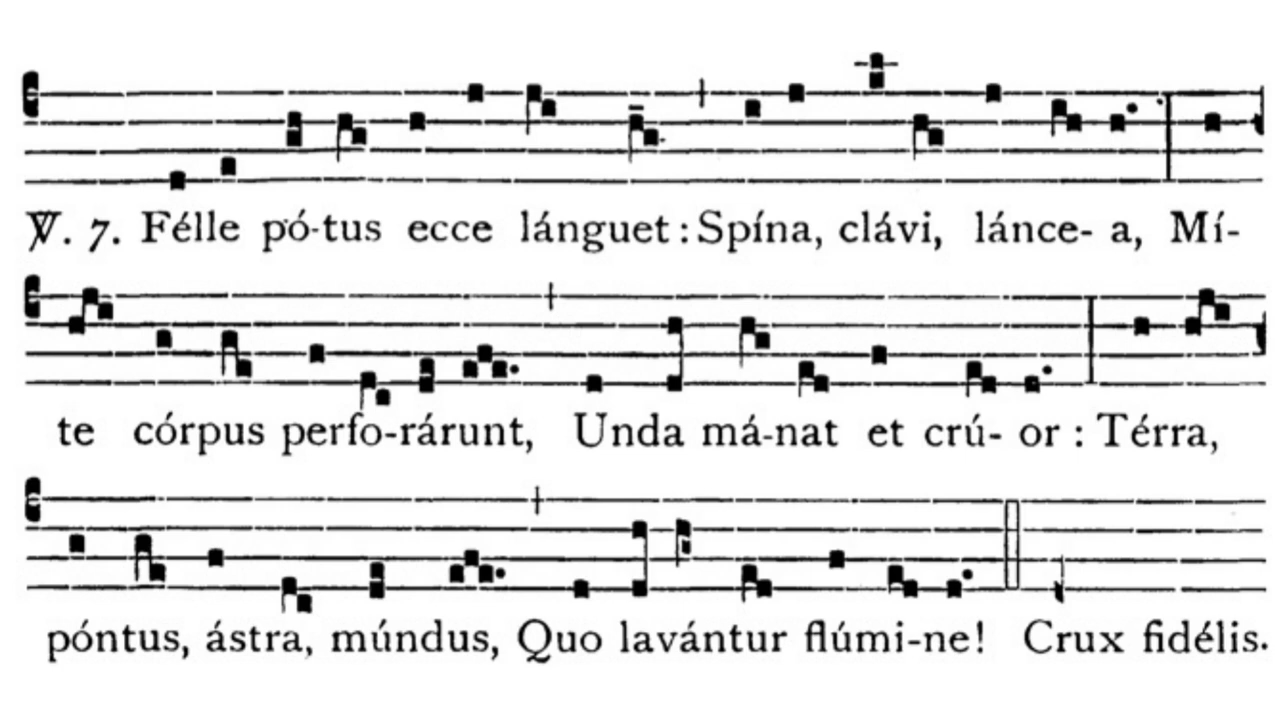 ℣. 7. Félle pó-tus ecce lánguet : Spína, clávi, lánce- a, Mí-
te córpus perfo-rárunt, Unda má-nat et crú- or : Térra,
póntus, ástra, múndus, Quo lavántur flúmi-ne! Crux fidélis.